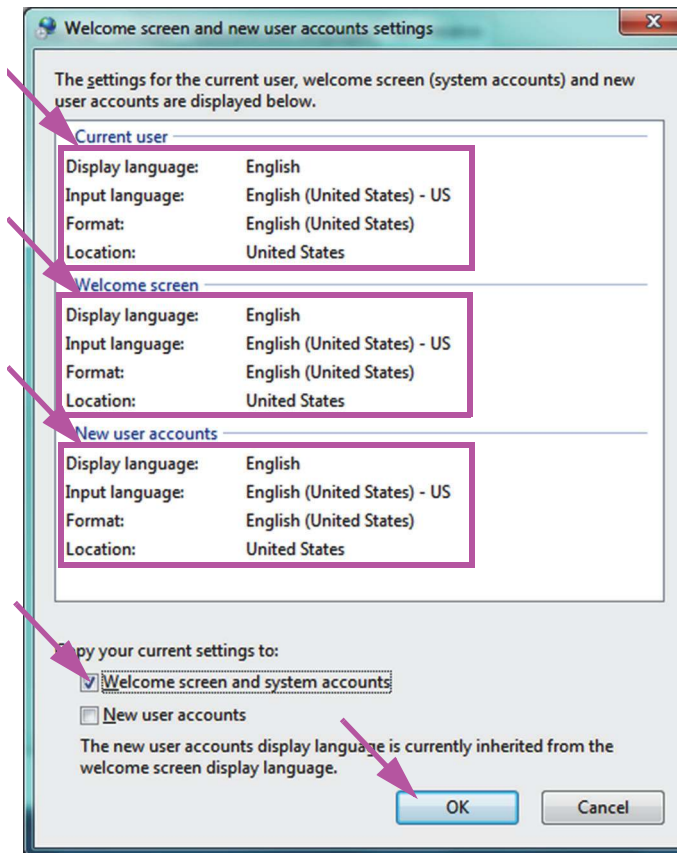 Welcome screen and new user accounts settings
The settings for the current user, welcome screen (system accounts) and new
user accounts are displayed below.
Current user
Display language: English
Input language: English (United States) - US
Format: English (United States)
Location: United States
Welcome screen
Display language: English
Input language: English (United States) - US
Format: English (United States)
Location: United States
New user accounts
Display language: English
Input language: English (United States) - US
Format: English (United States)
Location: United States
Copy your current settings to:
Welcome screen and system accounts
New user accounts
The new user accounts display language is currently inherited from the
welcome screen display language.
OK Cancel